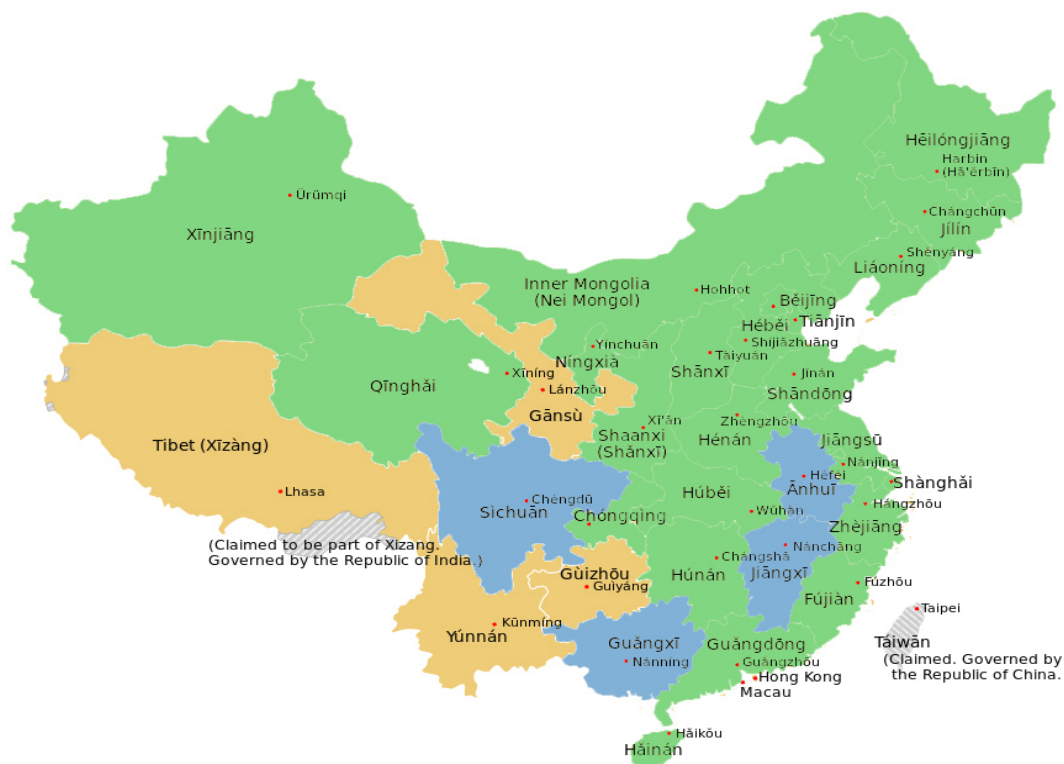 Hēilóngjiāng
Harbin
(Hā'ěrbīn)
Ürümqi
Chángchūn
Jílín
Xīnjiāng
Shěnyáng
Liáoníng
Inner Mongolia
(Nei Mongol)
Hohhot
Běijīng
Tiānjīn
Héběi
Shíjiāzhuāng
Yínchuān
Níngxià
Tàiyuán
Shānxī
Xīníng
Qīnghǎi
Lánzhōu
Gānsù
Jǐnán
Shāndōng
Xī'ān
Zhèngzhōu
Shaanxi
(Shǎnxī)
Hénán
Jiāngsū
Tibet (Xīzàng)
Nánjīng
Héfěi
Ānhuī
Shànghǎi
Lhasa
Chéngdū
Sìchuān
Húběi
Wǔhàn
Hángzhōu
Chóngqìng
Zhèjiāng
(Claimed to be part of Xizang.
Governed by the Republic of India.)
Chángshā
Húnán
Nánchāng
Jiāngxī
Gùizhōu
Guìyáng
Fúzhōu
Fújiàn
Taipei
Kūnmíng
Yúnnán
Guǎngxī
Nánníng
Guǎngdōng
Guǎngzhōu
Hong Kong
Macau
Táiwān
(Claimed. Governed by
the Republic of China.
Hǎikǒu
Hǎinán